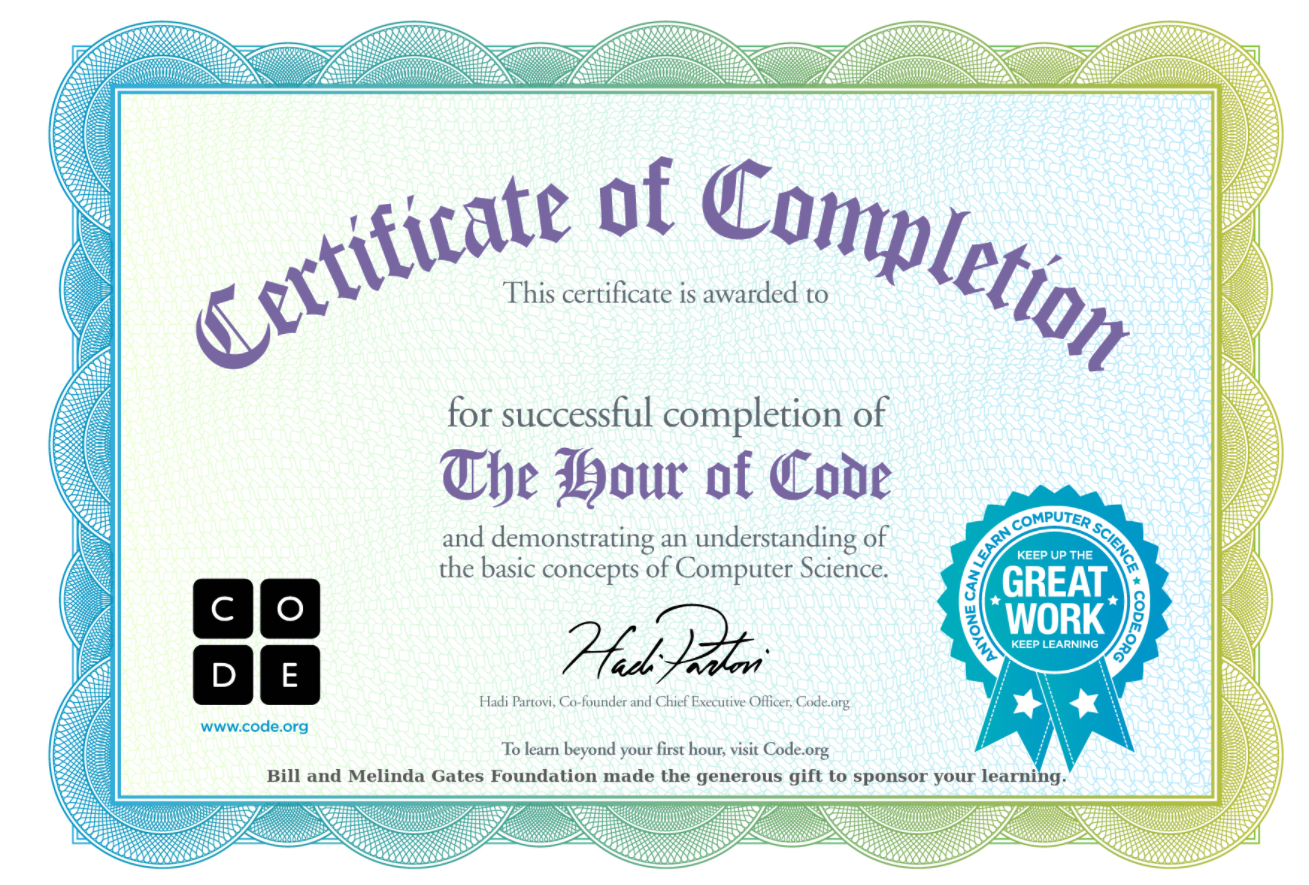 Certificate of Completion
This certificate is awarded to
for successful completion of
The Hour of Code
and demonstrating an understanding of
the basic concepts of Computer Science.
C O
D E
www.code.org
ANYONE CAN LEARN COMPUTER SCIENCE ★ CODE.ORG
KEEP UP THE
GREAT
WORK
KEEP LEARNING
Hadi Partovi
Hadi Partovi, Co-founder and Chief Executive Officer, Code.org
To learn beyond your first hour, visit Code.org
Bill and Melinda Gates Foundation made the generous gift to sponsor your learning.